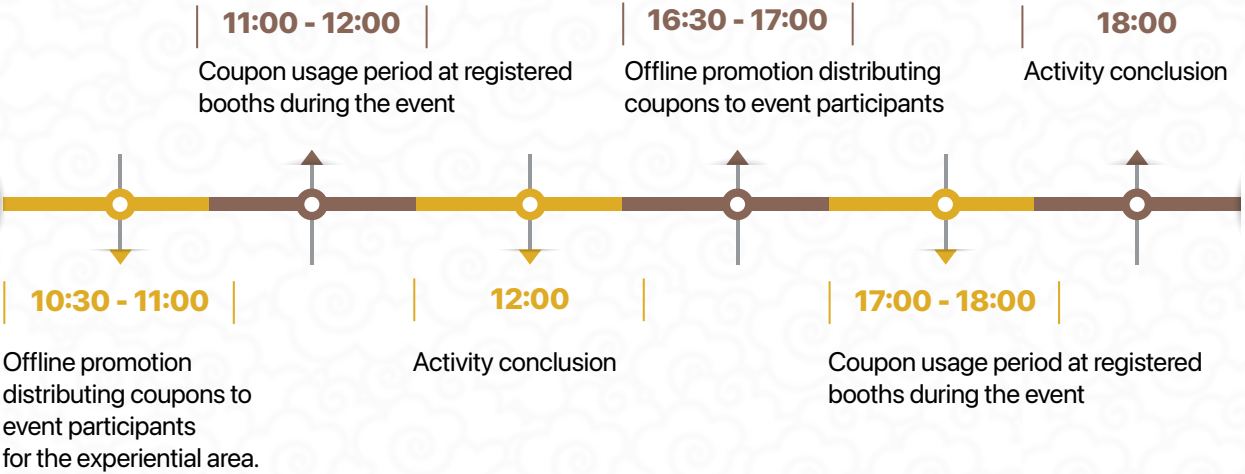 11:00 - 12:00
Coupon usage period at registered
booths during the event
16:30 - 17:00
Offline promotion distributing
coupons to event participants
18:00
Activity conclusion
10:30 - 11:00
Offline promotion
distributing coupons to
event participants
for the experiential area.
12:00
Activity conclusion
17:00 - 18:00
Coupon usage period at registered
booths during the event